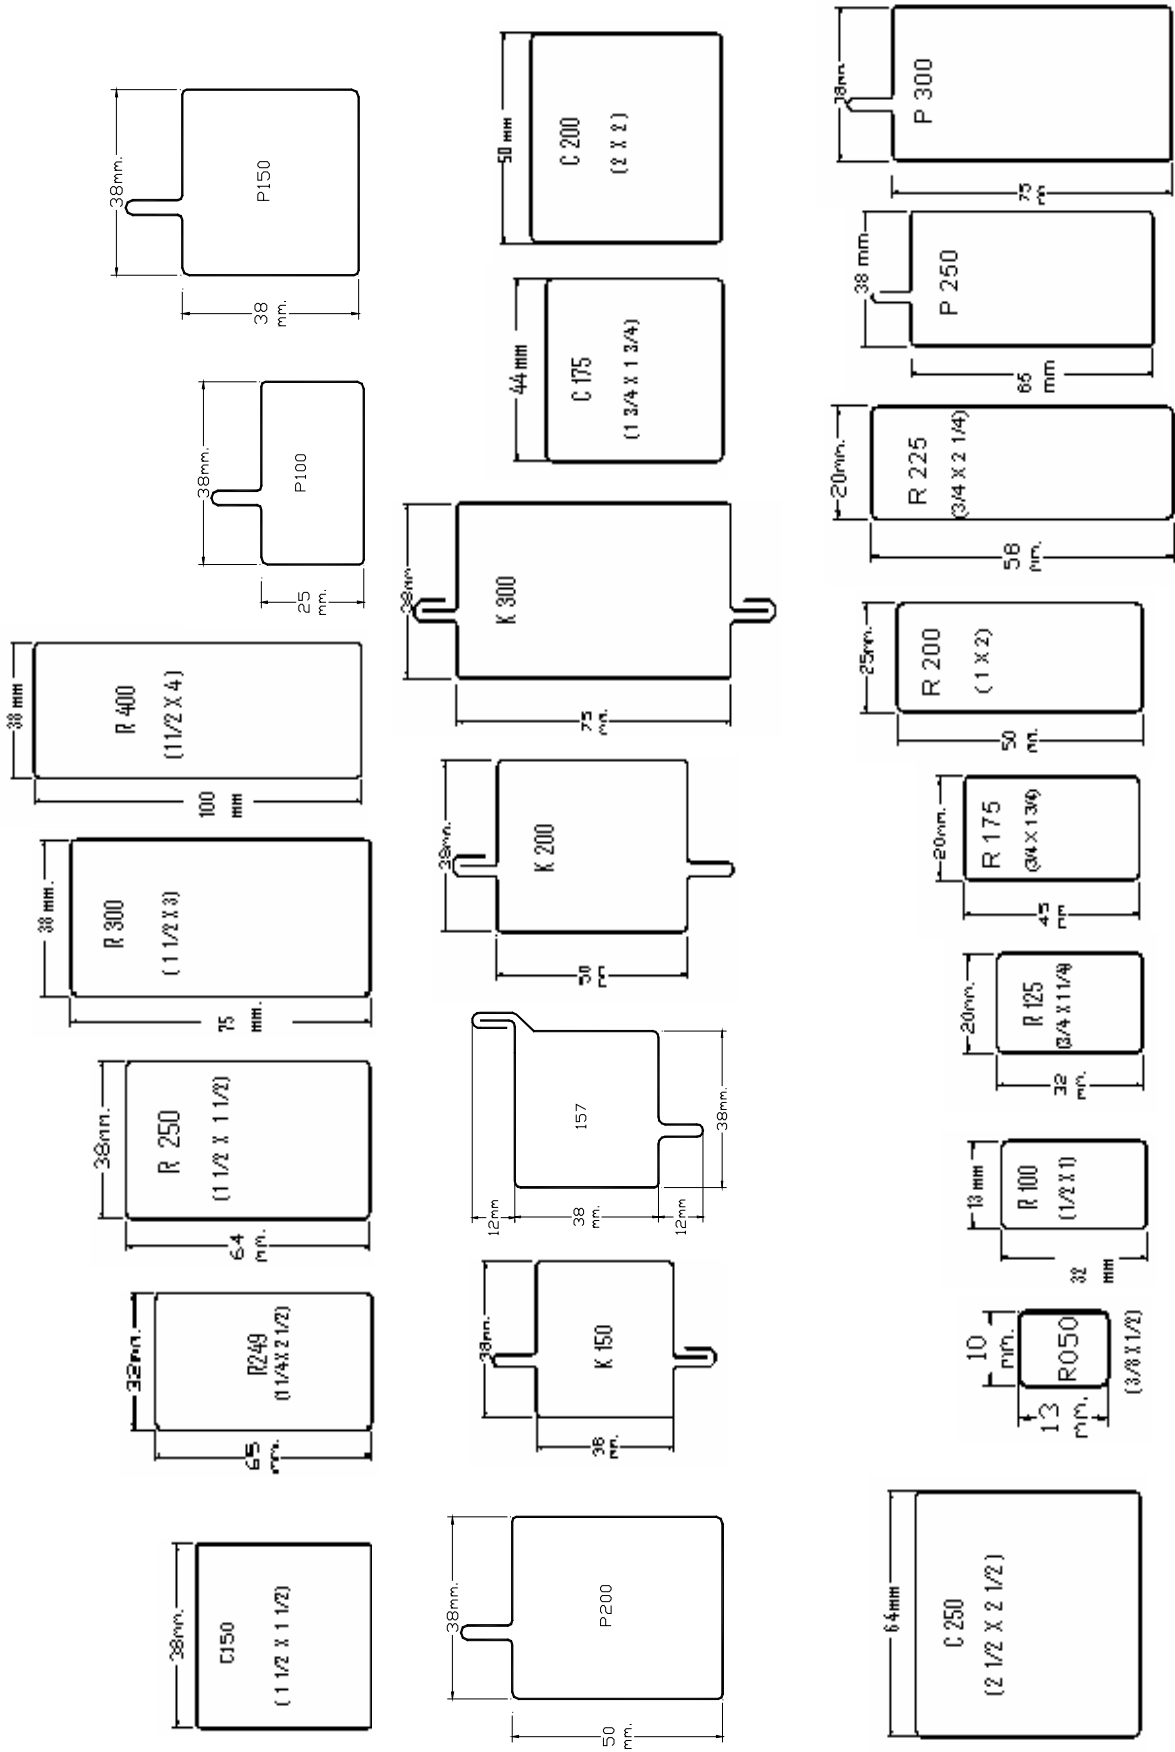 38mm.
C150
(1 1/2 X 1 1/2)
32mm.
R249
(1 1/4 X 2 1/2)
65
mm.
38mm.
R 250
(1 1/2 X 1 1/2)
64
mm.
38 mm.
R 300
(1 1/2 X 3)
75
mm.
38 mm
R 400
(11/2 X 4)
100
mm
38mm.
P100
25
mm.
38mm.
P150
38
mm.
38mm.
P200
50
mm.
38mm.
K 150
38
mm.
157
12mm
38
mm.
12mm
38mm.
38mm.
K 200
50
38mm
K 300
75
mm.
44 mm
C 175
(1 3/4 X 1 3/4)
50 mm
C 200
(2 X 2)
64mm
C 250
(2 1/2 X 2 1/2)
10
mm.
R050
13
mm.
(3/8 X 1/2)
13 mm
R 100
(1/2 X 1)
32
mm
20mm.
R 125
(3/4 X 1 1/4)
32
mm.
20mm.
R 175
(3/4 X 1 3/4)
45
25mm.
R 200
(1 X 2)
50
mm.
20mm.
R 225
(3/4 X 2 1/4)
58
mm.
38 mm
P 250
65
mm
38mm.
P 300
75